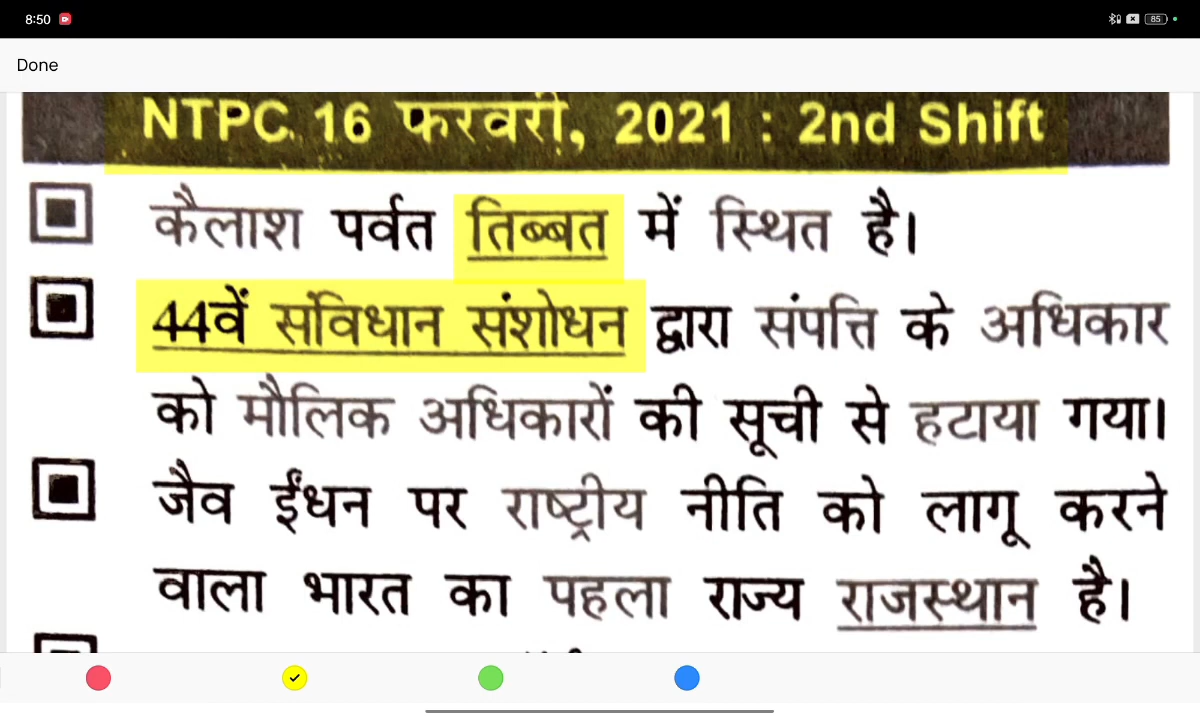 8:50
85
Done
NTPC 16 फरवरी, 2021 : 2nd Shift
कैलाश पर्वत तिब्बत में स्थित है।
44वें संविधान संशोधन द्वारा संपत्ति के अधिकार
को मौलिक अधिकारों की सूची से हटाया गया।
जैव ईंधन पर राष्ट्रीय नीति को लागू करने
वाला भारत का पहला राज्य राजस्थान है।